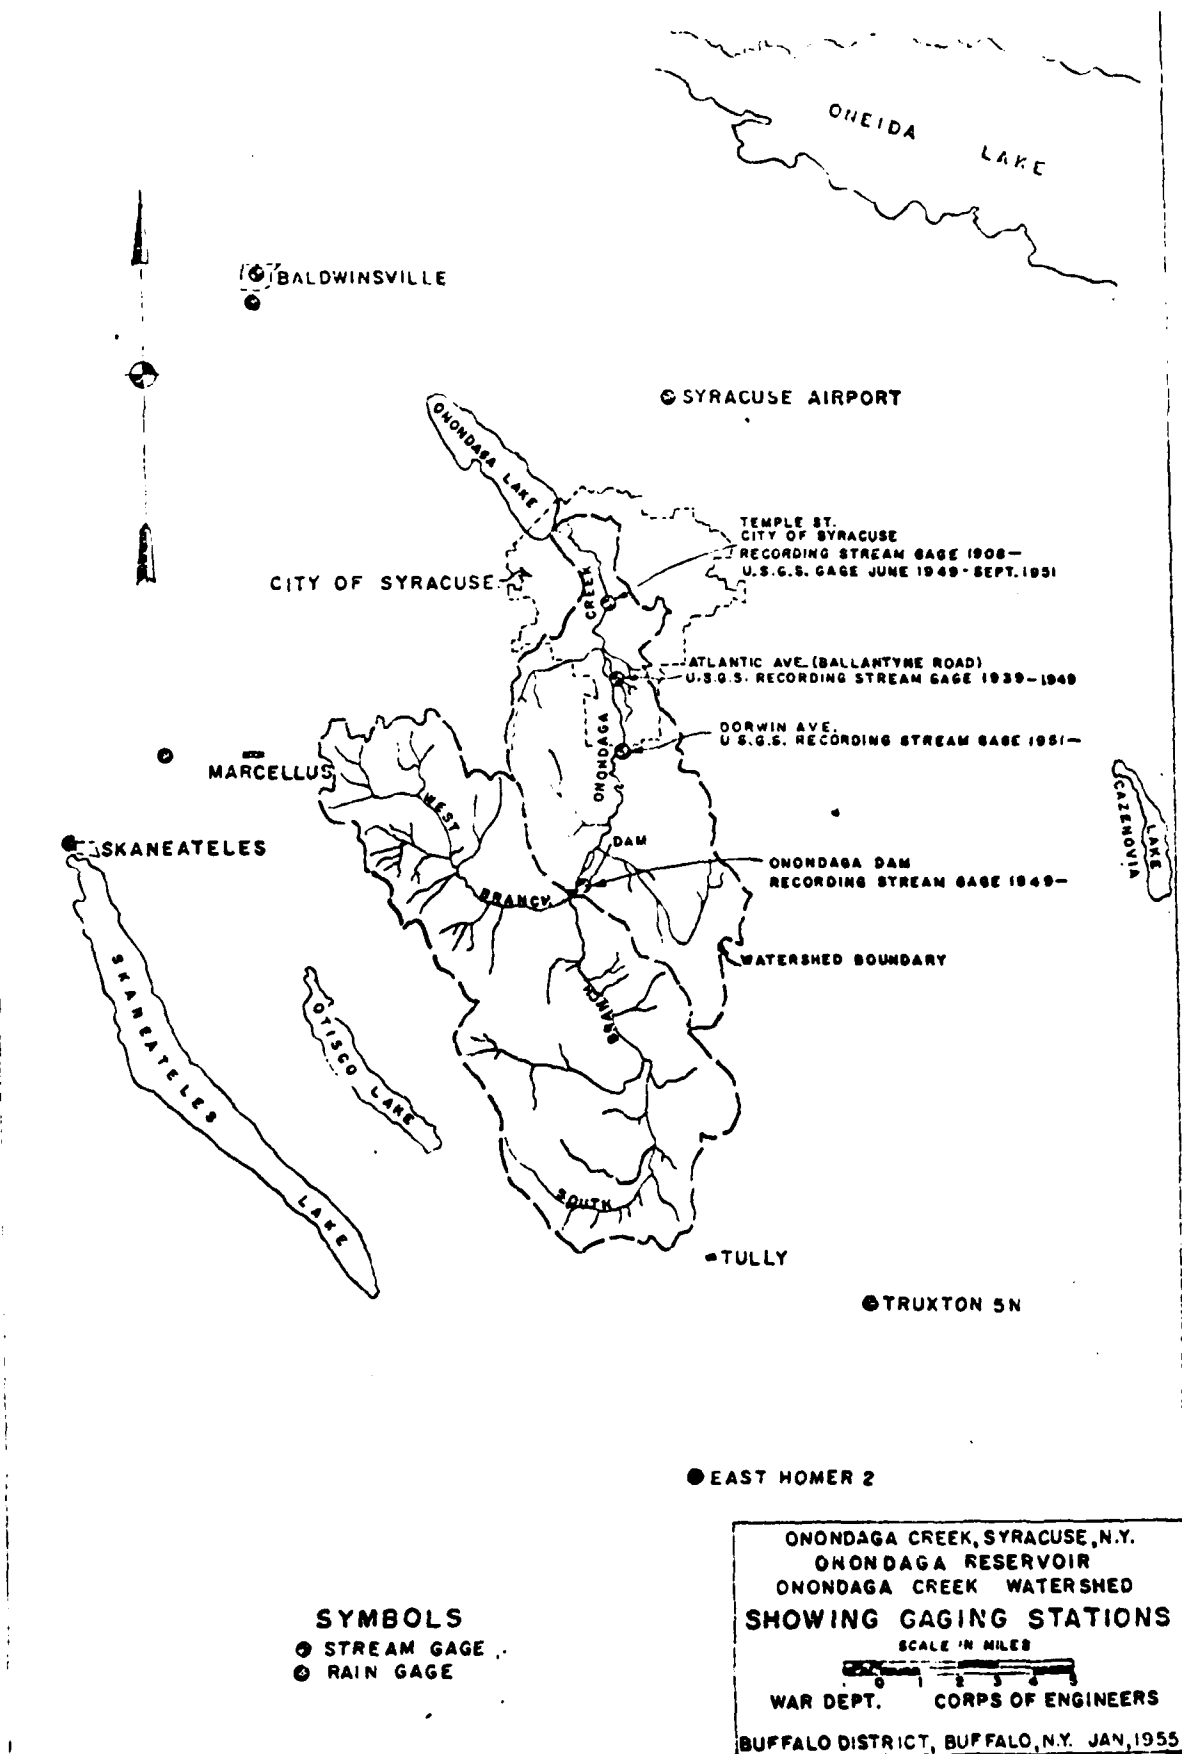 ONEIDA LAKE
BALDWINSVILLE
SYRACUSE AIRPORT
ONONDAGA LAKE
TEMPLE ST.
CITY OF SYRACUSE
RECORDING STREAM GAGE 1908-
U.S.G.S. GAGE JUNE 1949-SEPT. 1951
CITY OF SYRACUSE
CREEK
ATLANTIC AVE. (BALLANTYNE ROAD)
U.S.G.S. RECORDING STREAM GAGE 1939-1949
ONONDAGA
DORWIN AVE.
U.S.G.S. RECORDING STREAM GAGE 1951-
MARCELLUS
WEST
BRANCH
CAZENOVIA
LAKE
SKANEATELES
DAM
ONONDAGA DAM
RECORDING STREAM GAGE 1949-
WATERSHED BOUNDARY
SKANEATELES
LAKE
OTISCO LAKE
BRANCH
SOUTH
TULLY
TRUXTON 5N
EAST HOMER 2
SYMBOLS
STREAM GAGE
RAIN GAGE
ONONDAGA CREEK, SYRACUSE, N.Y.
ONONDAGA RESERVOIR
ONONDAGA CREEK WATERSHED
SHOWING GAGING STATIONS
SCALE IN MILES
0 1 2 3 4 5
WAR DEPT. CORPS OF ENGINEERS
BUFFALO DISTRICT, BUFFALO, N.Y. JAN, 1955